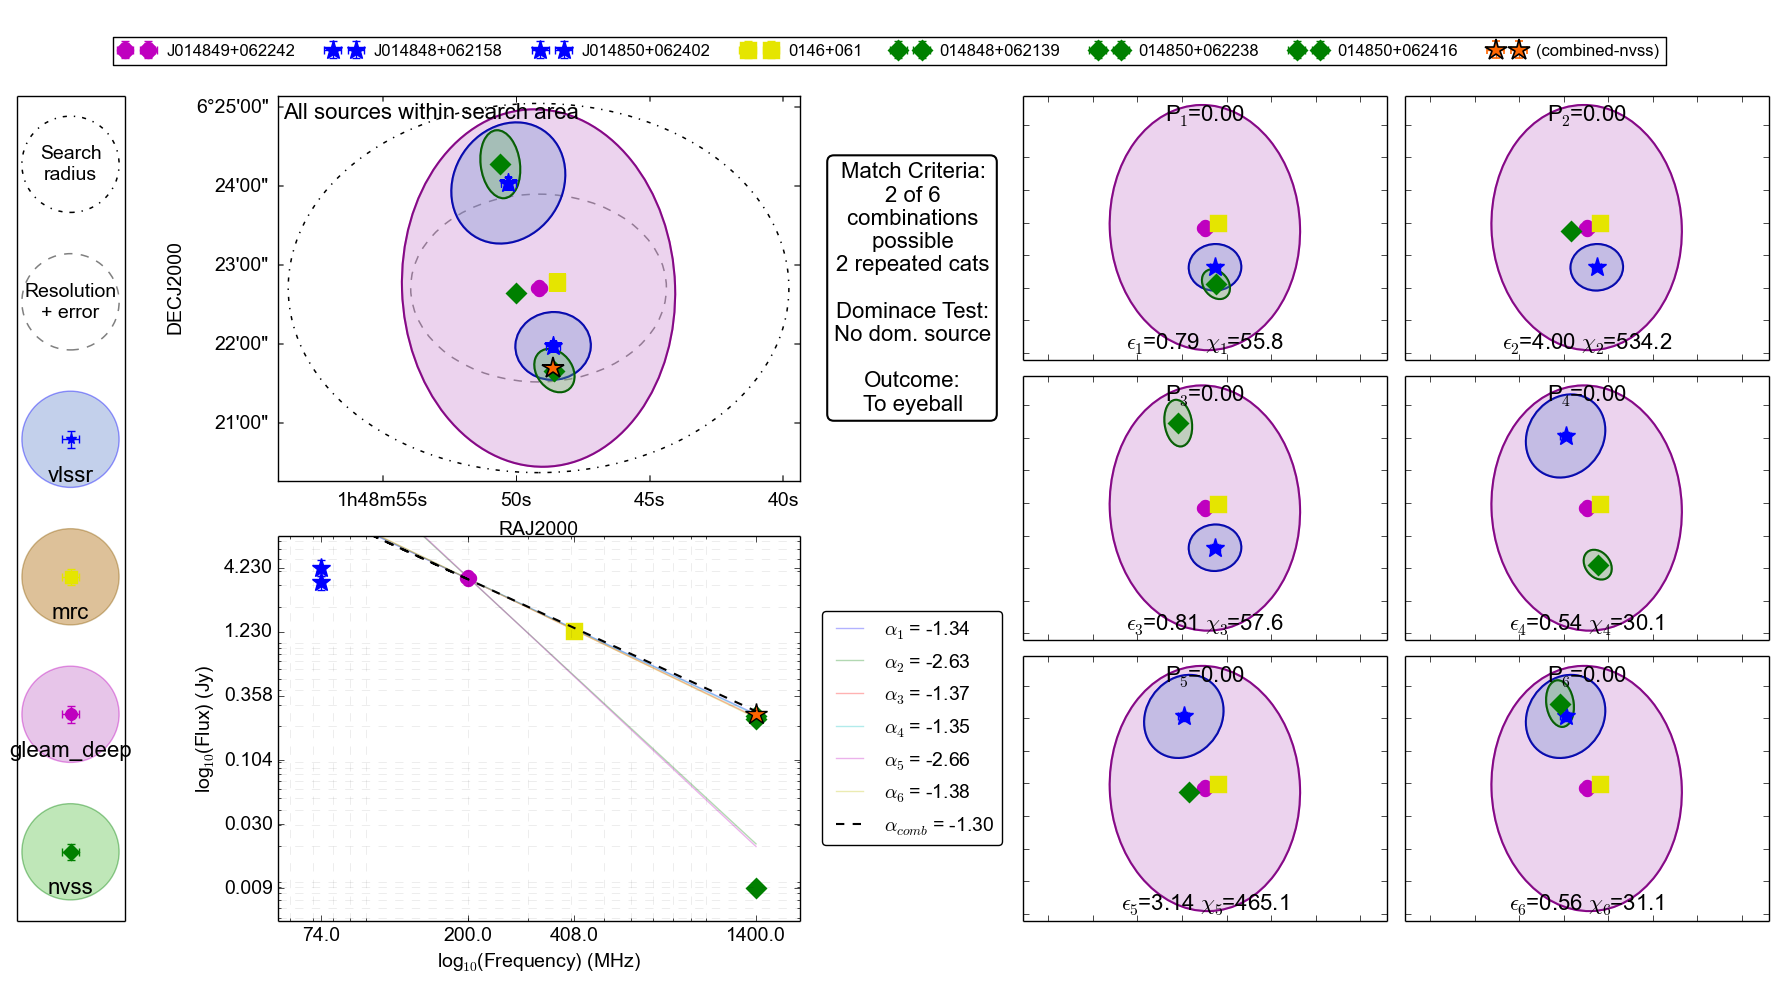 J014849+062242 J014848+062158 J014850+062402 0146+061 014848+062139 014850+062238 014850+062416 (combined-nvss)
Search
radius
Resolution
+ error
vlssr
mrc
gleam_deep
nvss
All sources within search area
DECJ2000
6°25'00"
24'00"
23'00"
22'00"
21'00"
1h48m55s 50s 45s 40s
RAJ2000
log10(Flux) (Jy)
4.230
1.230
0.358
0.104
0.030
0.009
74.0 200.0 408.0 1400.0
log10(Frequency) (MHz)
Match Criteria:
2 of 6
combinations
possible
2 repeated cats
Dominace Test:
No dom. source
Outcome:
To eyeball
α1 = -1.34
α2 = -2.63
α3 = -1.37
α4 = -1.35
α5 = -2.66
α6 = -1.38
αcomb = -1.30
P1=0.00
ϵ1=0.79 χ1=55.8
P2=0.00
ϵ2=4.00 χ2=534.2
P3=0.00
ϵ3=0.81 χ3=57.6
P4=0.00
ϵ4=0.54 χ4=30.1
P5=0.00
ϵ5=3.14 χ5=465.1
P6=0.00
ϵ6=0.56 χ6=31.1